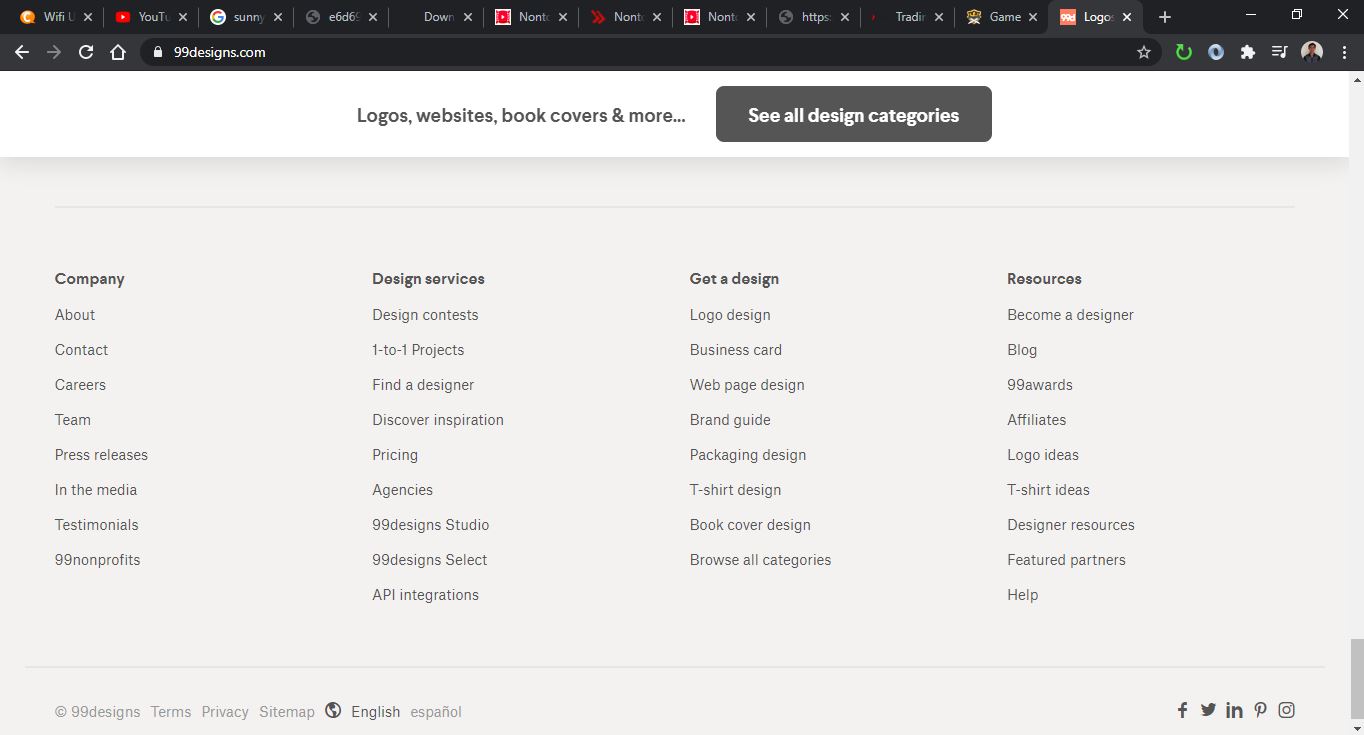 Wifi U
YouTu
sunny
e6d69
Down
Nonto
Nonto
Nonto
https:
Tradin
Game
99d Logos
99designs.com
Logos, websites, book covers & more... See all design categories
Company
About
Contact
Careers
Team
Press releases
In the media
Testimonials
99nonprofits
Design services
Design contests
1-to-1 Projects
Find a designer
Discover inspiration
Pricing
Agencies
99designs Studio
99designs Select
API integrations
Get a design
Logo design
Business card
Web page design
Brand guide
Packaging design
T-shirt design
Book cover design
Browse all categories
Resources
Become a designer
Blog
99awards
Affiliates
Logo ideas
T-shirt ideas
Designer resources
Featured partners
Help
© 99designs Terms Privacy Sitemap English español